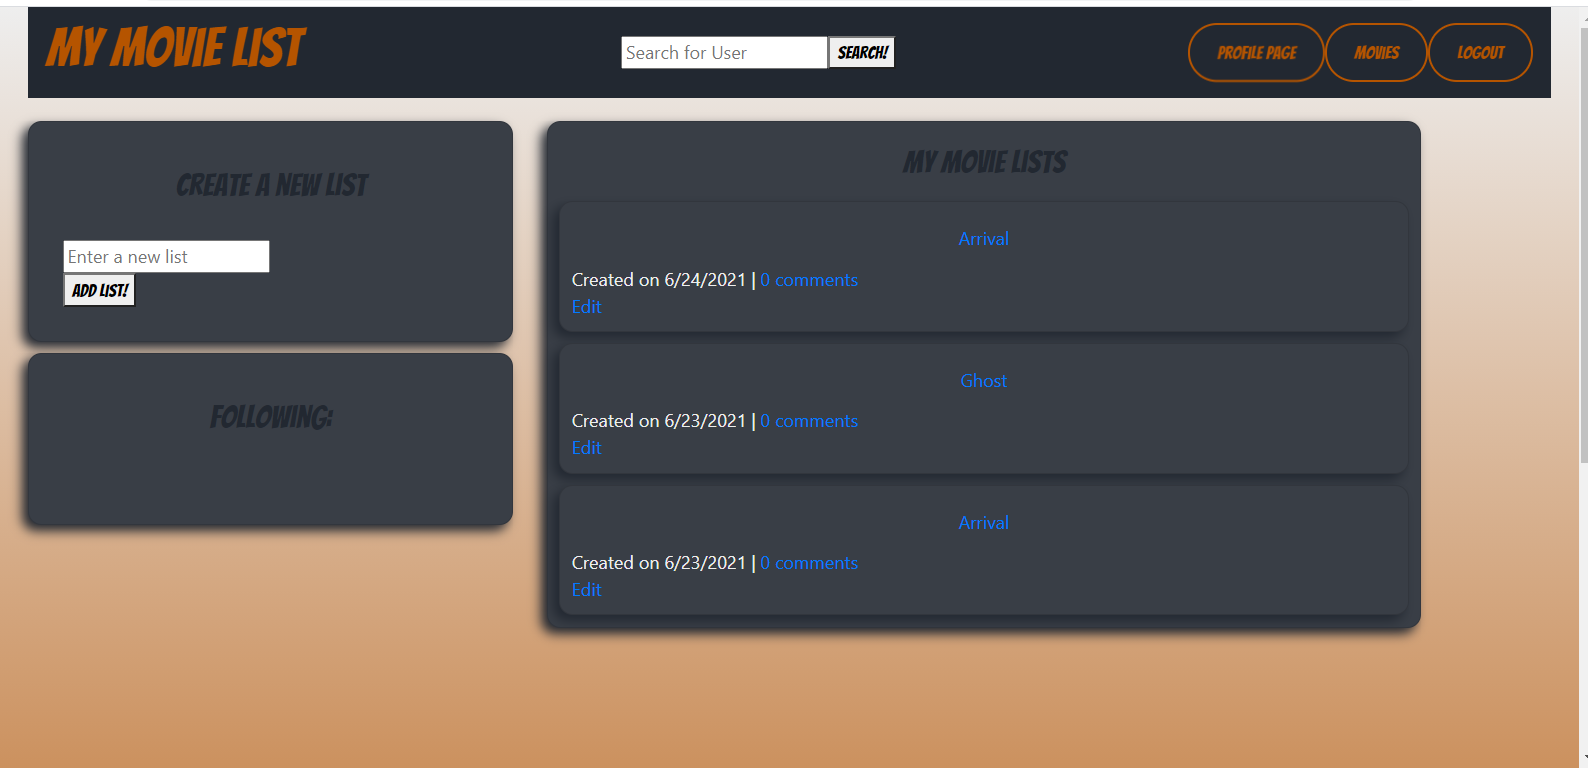 MY MOVIE LIST
Search for User SEARCH!
PROFILE PAGE MOVIES LOGOUT
CREATE A NEW LIST
Enter a new list
ADD LIST!
FOLLOWING:
MY MOVIE LISTS
Arrival
Created on 6/24/2021 | 0 comments
Edit
Ghost
Created on 6/23/2021 | 0 comments
Edit
Arrival
Created on 6/23/2021 | 0 comments
Edit